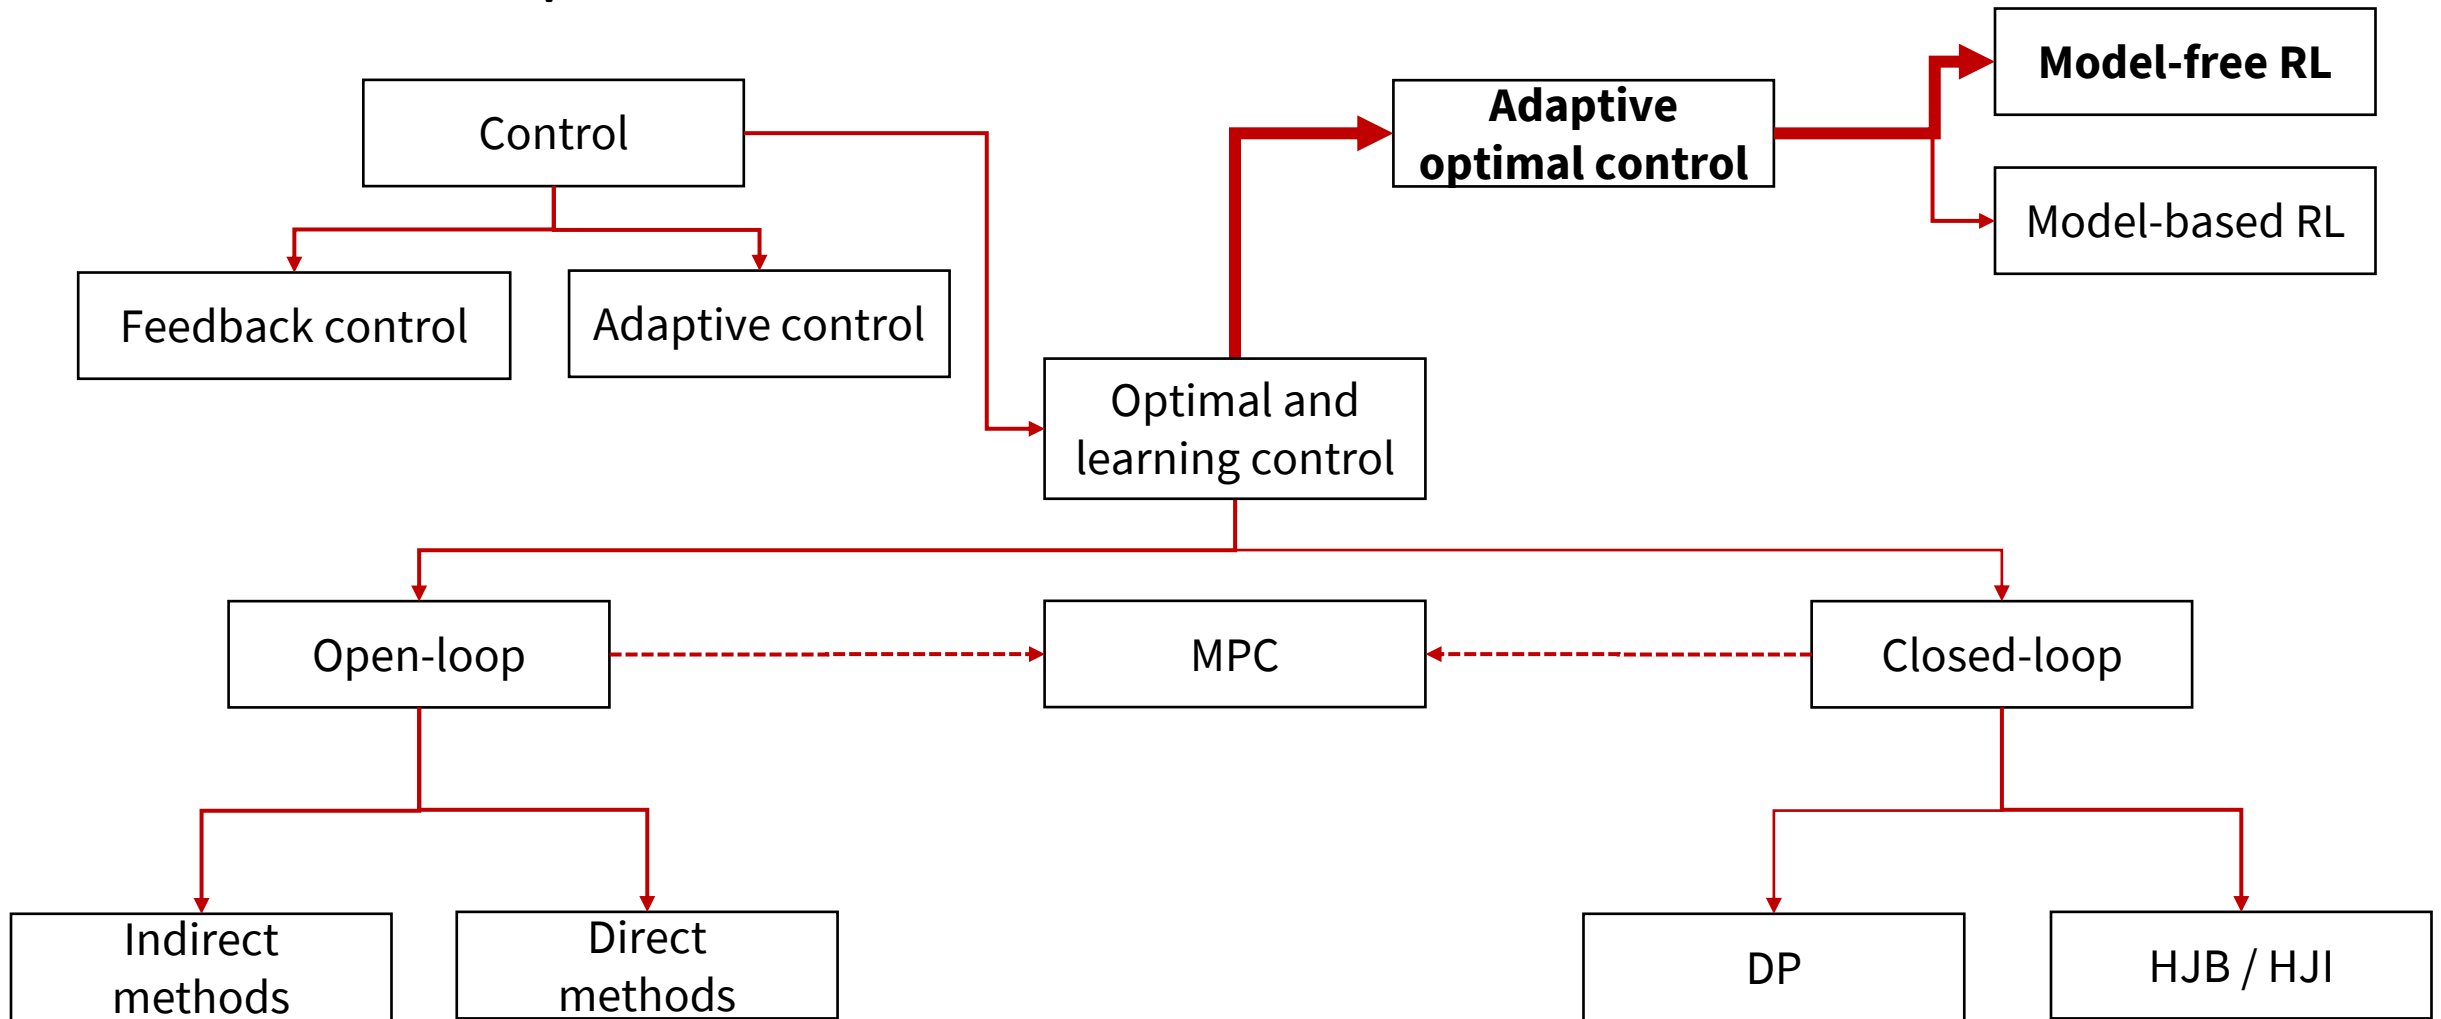 Model-free RL
Control
Adaptive
optimal control
Model-based RL
Feedback control
Adaptive control
Optimal and
learning control
Open-loop
MPC
Closed-loop
Indirect
methods
Direct
methods
DP
HJB / HJI